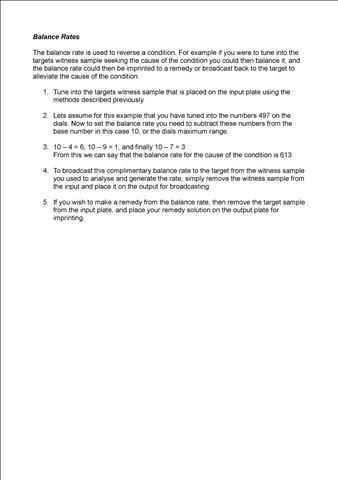 Balance Rates
The balance rate is used to reverse a condition. For example if you were to tune into the
targets witness sample seeking the cause of the condition you could then balance it, and
the balance rate could then be imprinted to a remedy or broadcast back to the target to
alleviate the cause of the condition.
1. Tune into the targets witness sample that is placed on the input plate using the
methods described previously.
2. Lets assume for this example that you have tuned into the numbers 497 on the
dials. Now to set the balance rate you need to subtract these numbers from the
base number in this case 10, or the dials maximum range.
3. 10 – 4 = 6, 10 – 9 = 1, and finally 10 – 7 = 3
From this we can say that the balance rate for the cause of the condition is 613
4. To broadcast this complimentary balance rate to the target from the witness sample
you used to analyse and generate the rate, simply remove the witness sample from
the input and place it on the output for broadcasting
5. If you wish to make a remedy from the balance rate, then remove the target sample
from the input plate, and place your remedy solution on the output plate for
imprinting.